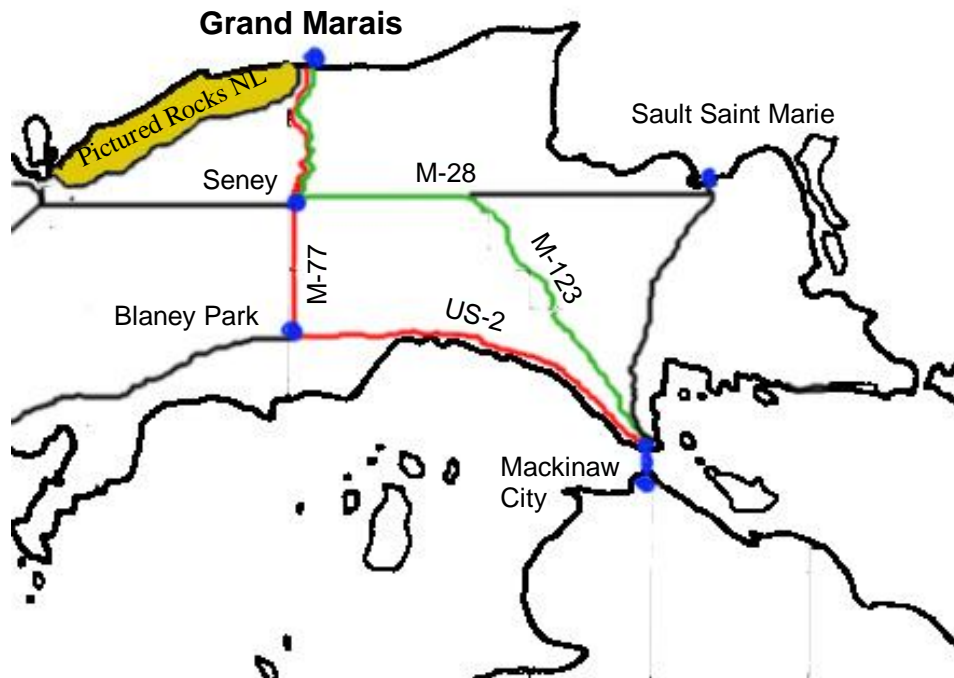 Grand Marais
Pictured Rocks NL
Sault Saint Marie
Seney
M-28
M-77
M-123
Blaney Park
US-2
Mackinaw
City